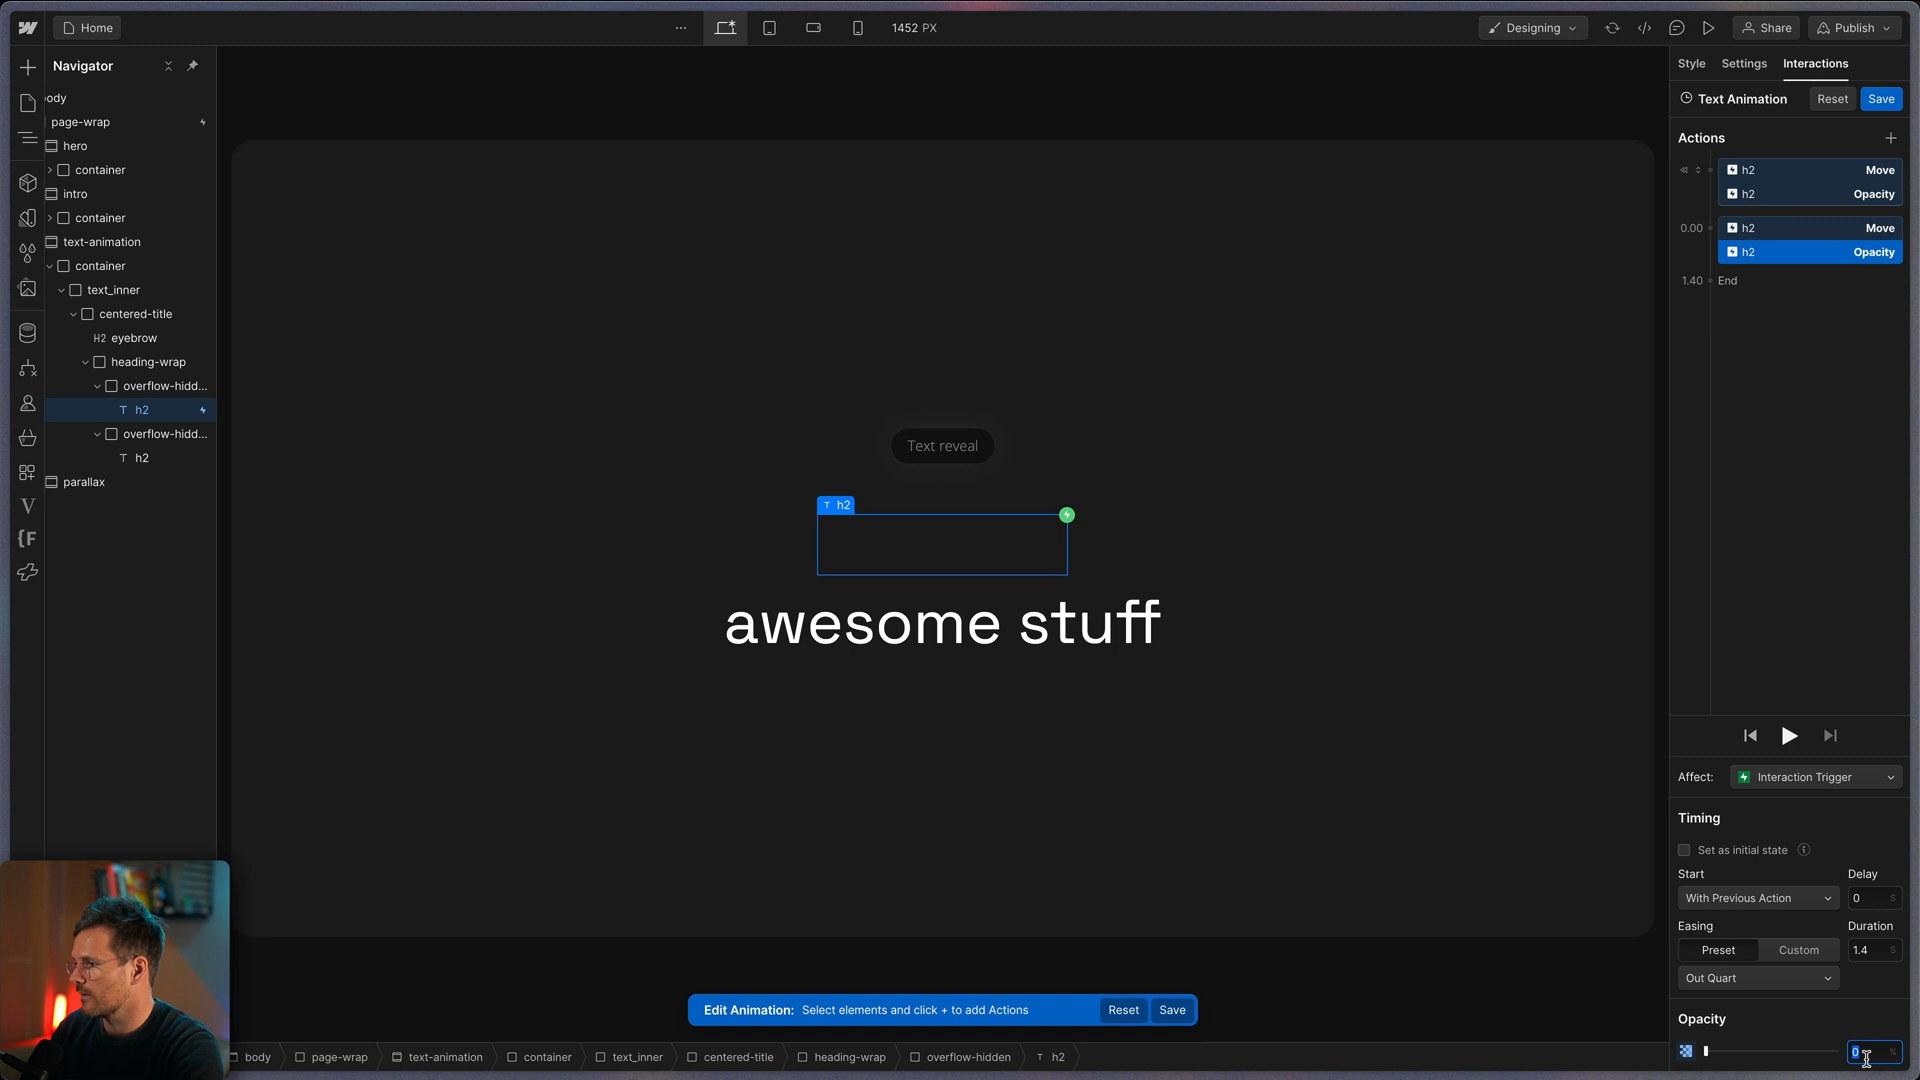 Home
1452 PX
Designing
Share
Publish
Navigator
ody
page-wrap
hero
container
intro
container
text-animation
container
text_inner
centered-title
H2 eyebrow
heading-wrap
overflow-hidd...
T h2
overflow-hidd...
T h2
parallax
Text reveal
T h2
awesome stuff
Edit Animation: Select elements and click + to add Actions
Reset
Save
body
page-wrap
text-animation
container
text_inner
centered-title
heading-wrap
overflow-hidden
T h2
Style
Settings
Interactions
Text Animation
Reset
Save
Actions
h2 Move
h2 Opacity
0.00 h2 Move
h2 Opacity
1.40 End
Affect: Interaction Trigger
Timing
Set as initial state
Start
Delay
With Previous Action
0 S
Easing
Duration
Preset
Custom
1.4 S
Out Quart
Opacity
0 %